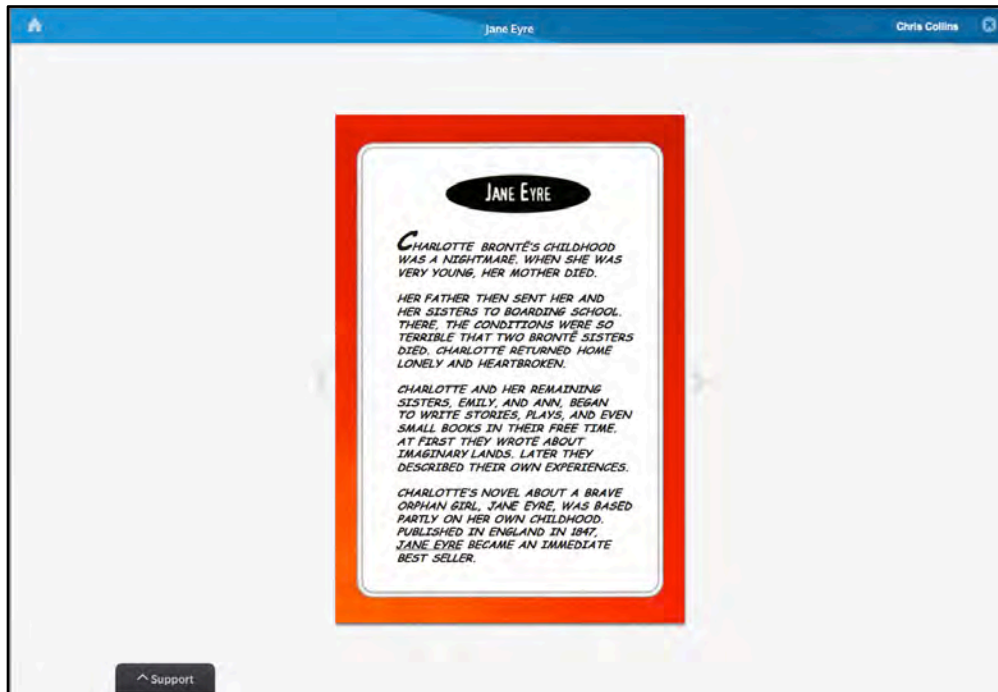 Jane Eyre
Chris Collins
JANE EYRE
CHARLOTTE BRONTË'S CHILDHOOD
WAS A NIGHTMARE. WHEN SHE WAS
VERY YOUNG, HER MOTHER DIED.
HER FATHER THEN SENT HER AND
HER SISTERS TO BOARDING SCHOOL.
THERE, THE CONDITIONS WERE SO
TERRIBLE THAT TWO BRONTË SISTERS
DIED. CHARLOTTE RETURNED HOME
LONELY AND HEARTBROKEN.
CHARLOTTE AND HER REMAINING
SISTERS, EMILY, AND ANN, BEGAN
TO WRITE STORIES, PLAYS, AND EVEN
SMALL BOOKS IN THEIR FREE TIME.
AT FIRST THEY WROTE ABOUT
IMAGINARY LANDS. LATER THEY
DESCRIBED THEIR OWN EXPERIENCES.
CHARLOTTE'S NOVEL ABOUT A BRAVE
ORPHAN GIRL, JANE EYRE, WAS BASED
PARTLY ON HER OWN CHILDHOOD.
PUBLISHED IN ENGLAND IN 1847,
JANE EYRE BECAME AN IMMEDIATE
BEST SELLER.
Support